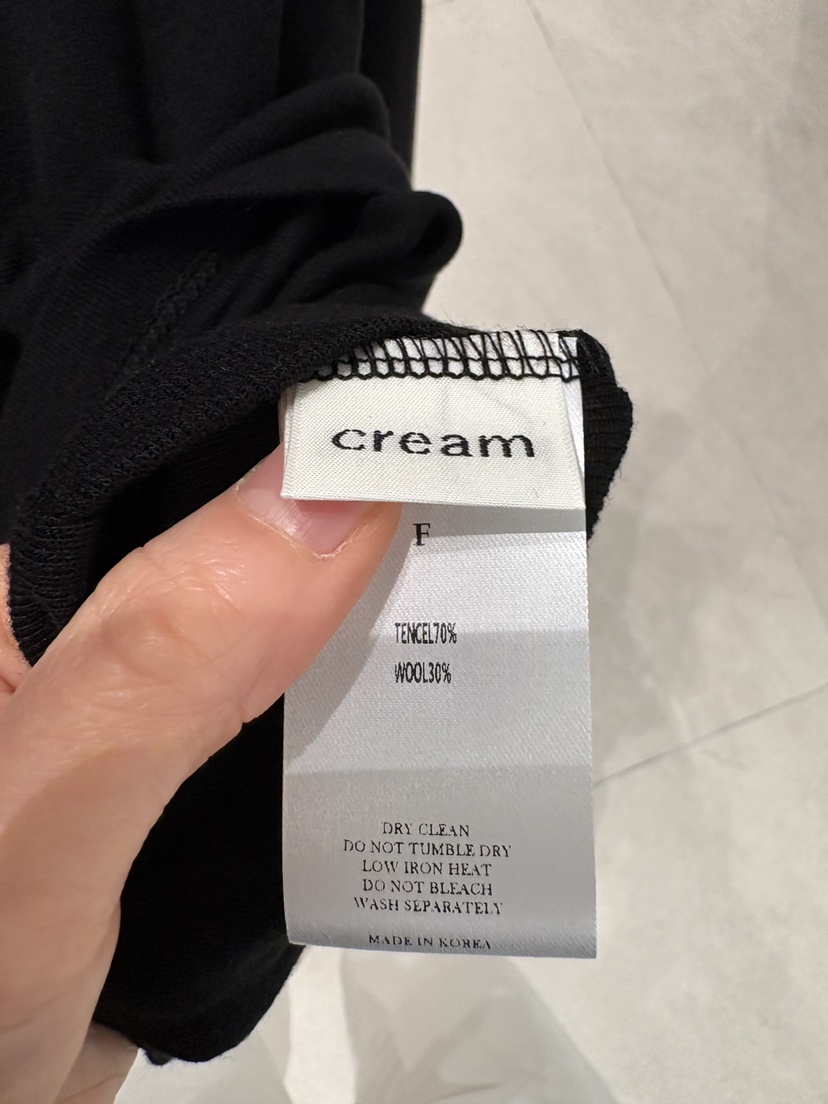 cream
F
TENCEL70%
WOOL30%
DRY CLEAN
DO NOT TUMBLE DRY
LOW IRON HEAT
DO NOT BLEACH
WASH SEPARATELY
MADE IN KOREA